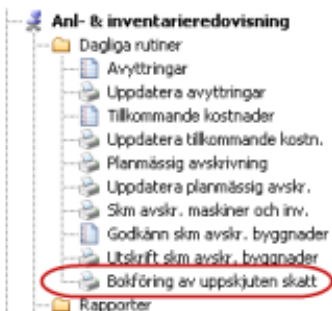 Anl- & inventarieredovisning
Dagliga rutiner
Avyttringar
Uppdatera avyttringar
Tillkommande kostnader
Uppdatera tillkommande kostn.
Planmässig avskrivning
Uppdatera planmässig avskr.
Skm avskr. maskiner och inv.
Godkänn skm avskr. byggnader
Utskrift skm avskr. byggnader
Bokföring av uppskjuten skatt
Rapporter